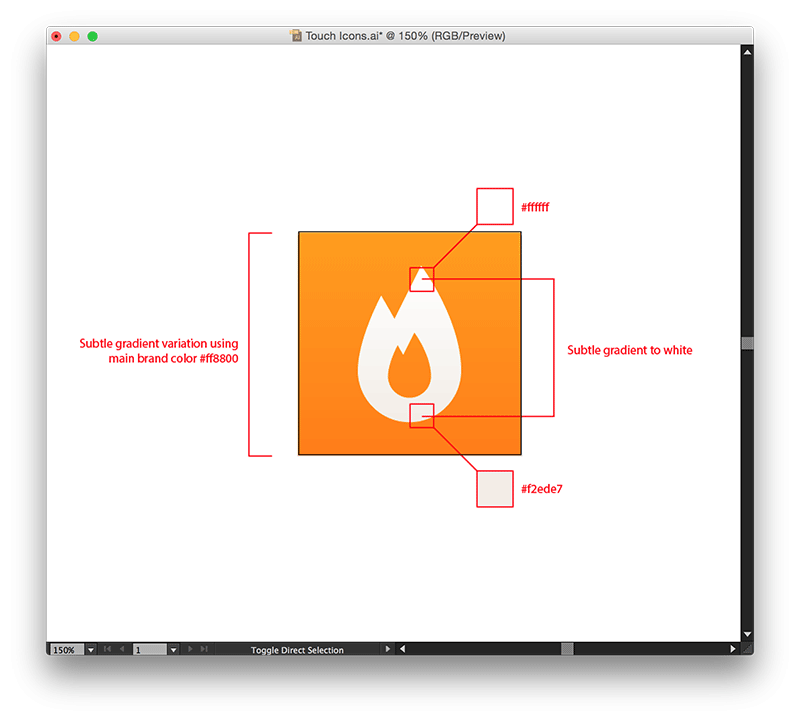 Touch Icons.ai* @ 150% (RGB/Preview)
#ffffff
Subtle gradient variation using
main brand color #ff8800
Subtle gradient to white
#f2ede7
150%
1
Toggle Direct Selection